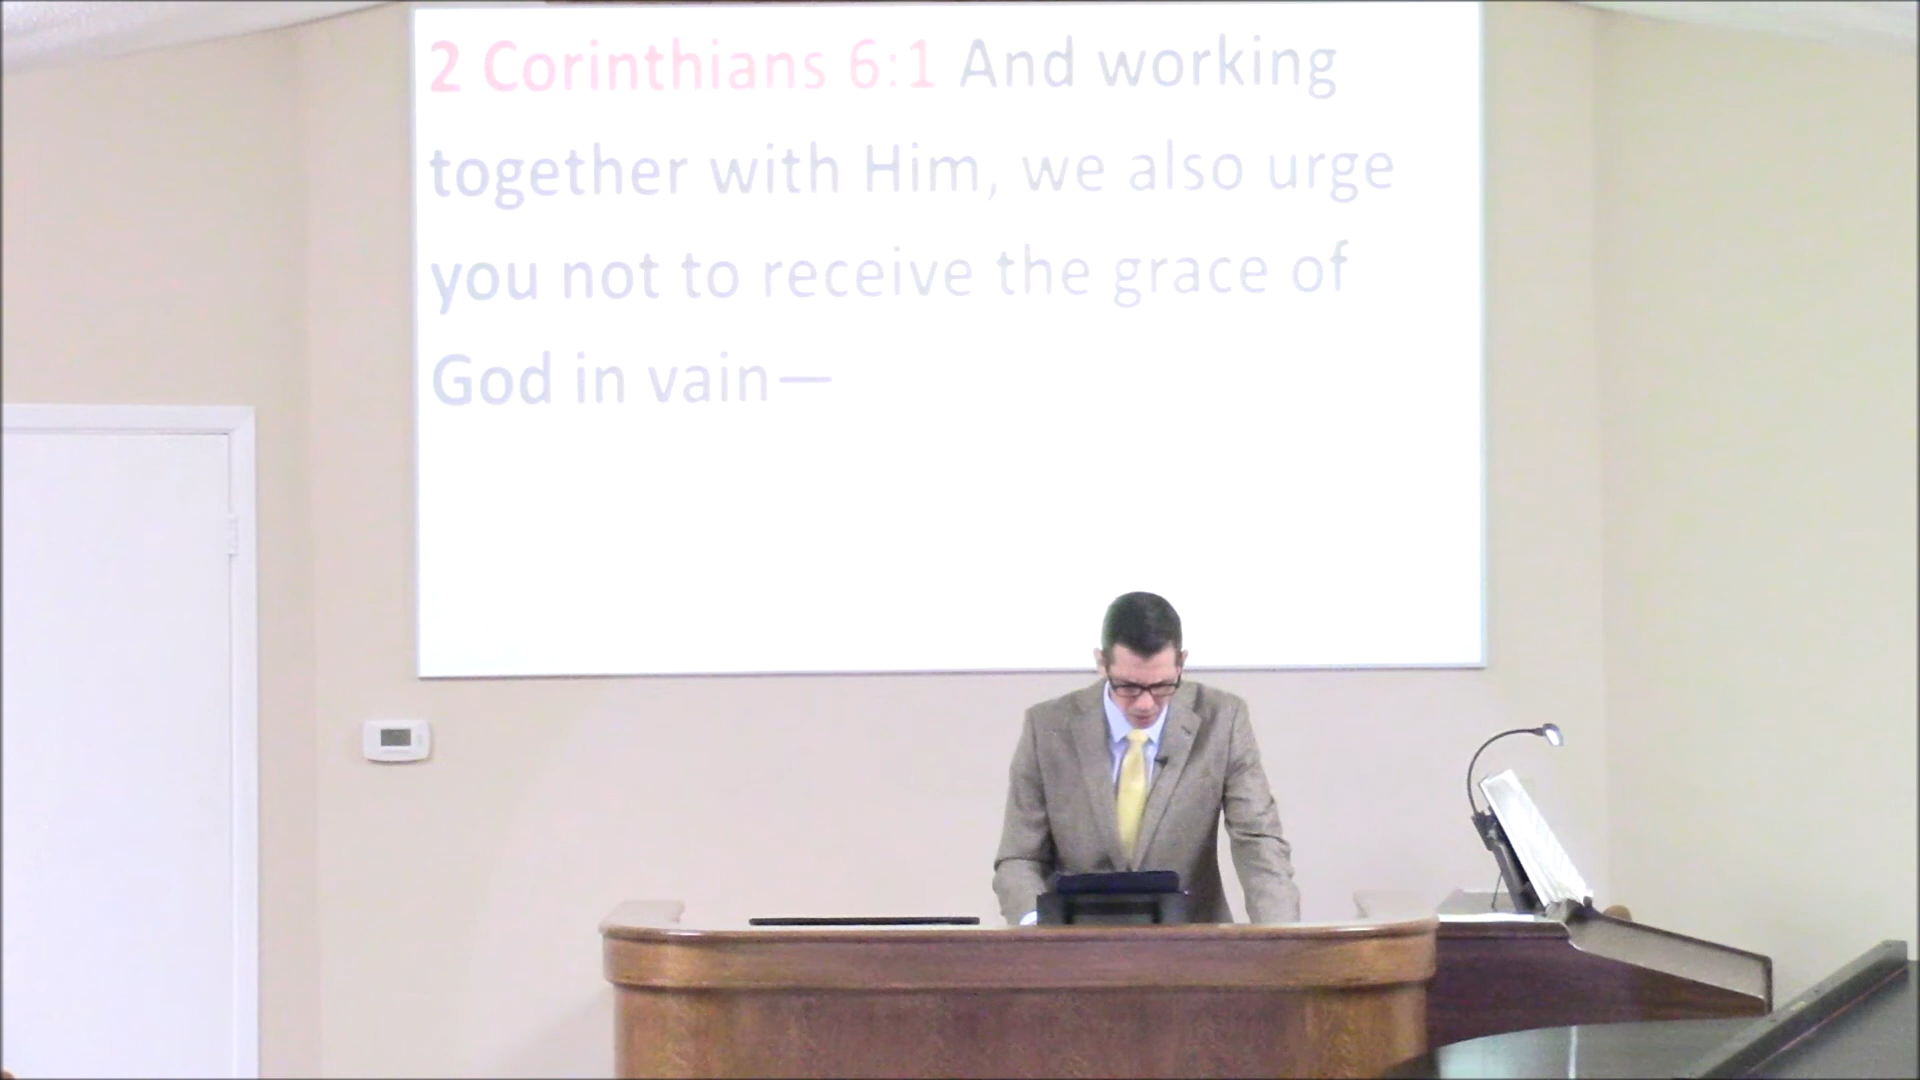 2 Corinthians 6:1 And working
together with Him, we also urge
you not to receive the grace of
God in vain—